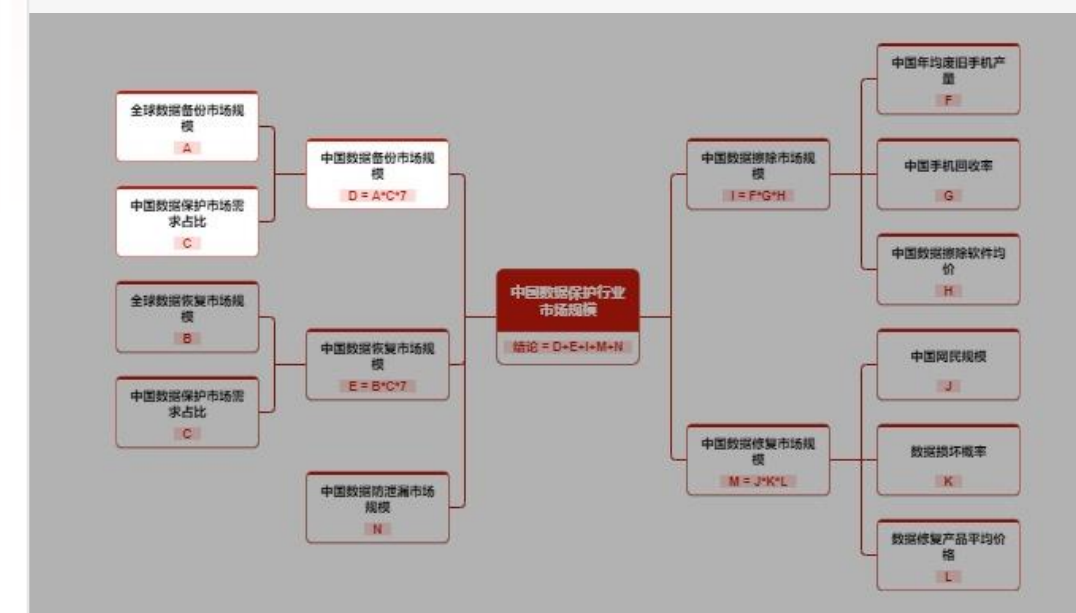 全球数据备份市场规
模
A
中国数据保护市场需
求占比
C
中国数据备份市场规
模
D = A*C*7
全球数据恢复市场规
模
B
中国数据保护市场需
求占比
C
中国数据恢复市场规
模
E = B*C*7
中国数据防泄漏市场
规模
N
中国数据保护行业
市场规模
结论 = D+E+I+M+N
中国数据擦除市场规
模
I = F*G*H
中国年均废旧手机产
量
F
中国手机回收率
G
中国数据擦除软件均
价
H
中国数据修复市场规
模
M = J*K*L
中国网民规模
J
数据损坏概率
K
数据修复产品平均价
格
L